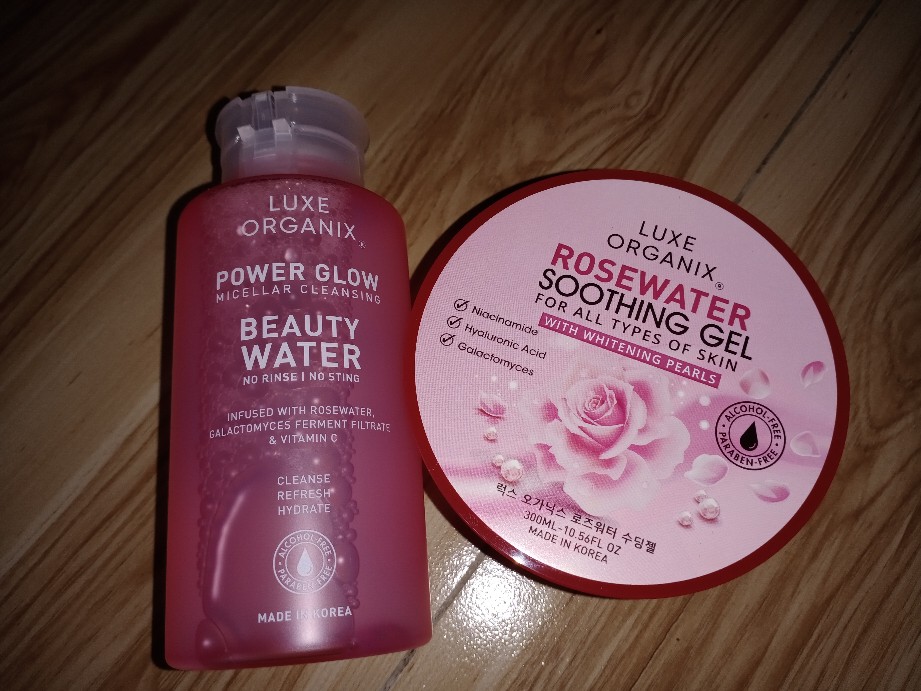 LUXE
ORGANIX®
POWER GLOW
MICELLAR CLEANSING
BEAUTY
WATER
NO RINSE | NO STING
INFUSED WITH ROSEWATER,
GALACTOMYCES FERMENT FILTRATE
& VITAMIN C
CLEANSE
REFRESH
HYDRATE
ALCOHOL-FREE
PARABEN-FREE
MADE IN KOREA
LUXE
ORGANIX®
ROSEWATER
SOOTHING GEL
FOR ALL TYPES OF SKIN
WITH WHITENING PEARLS
Niacinamide
Hyaluronic Acid
Galactomyces
ALCOHOL-FREE
PARABEN-FREE
럭스 오가닉스 로즈워터 수딩젤
300ML-10.56FL OZ
MADE IN KOREA